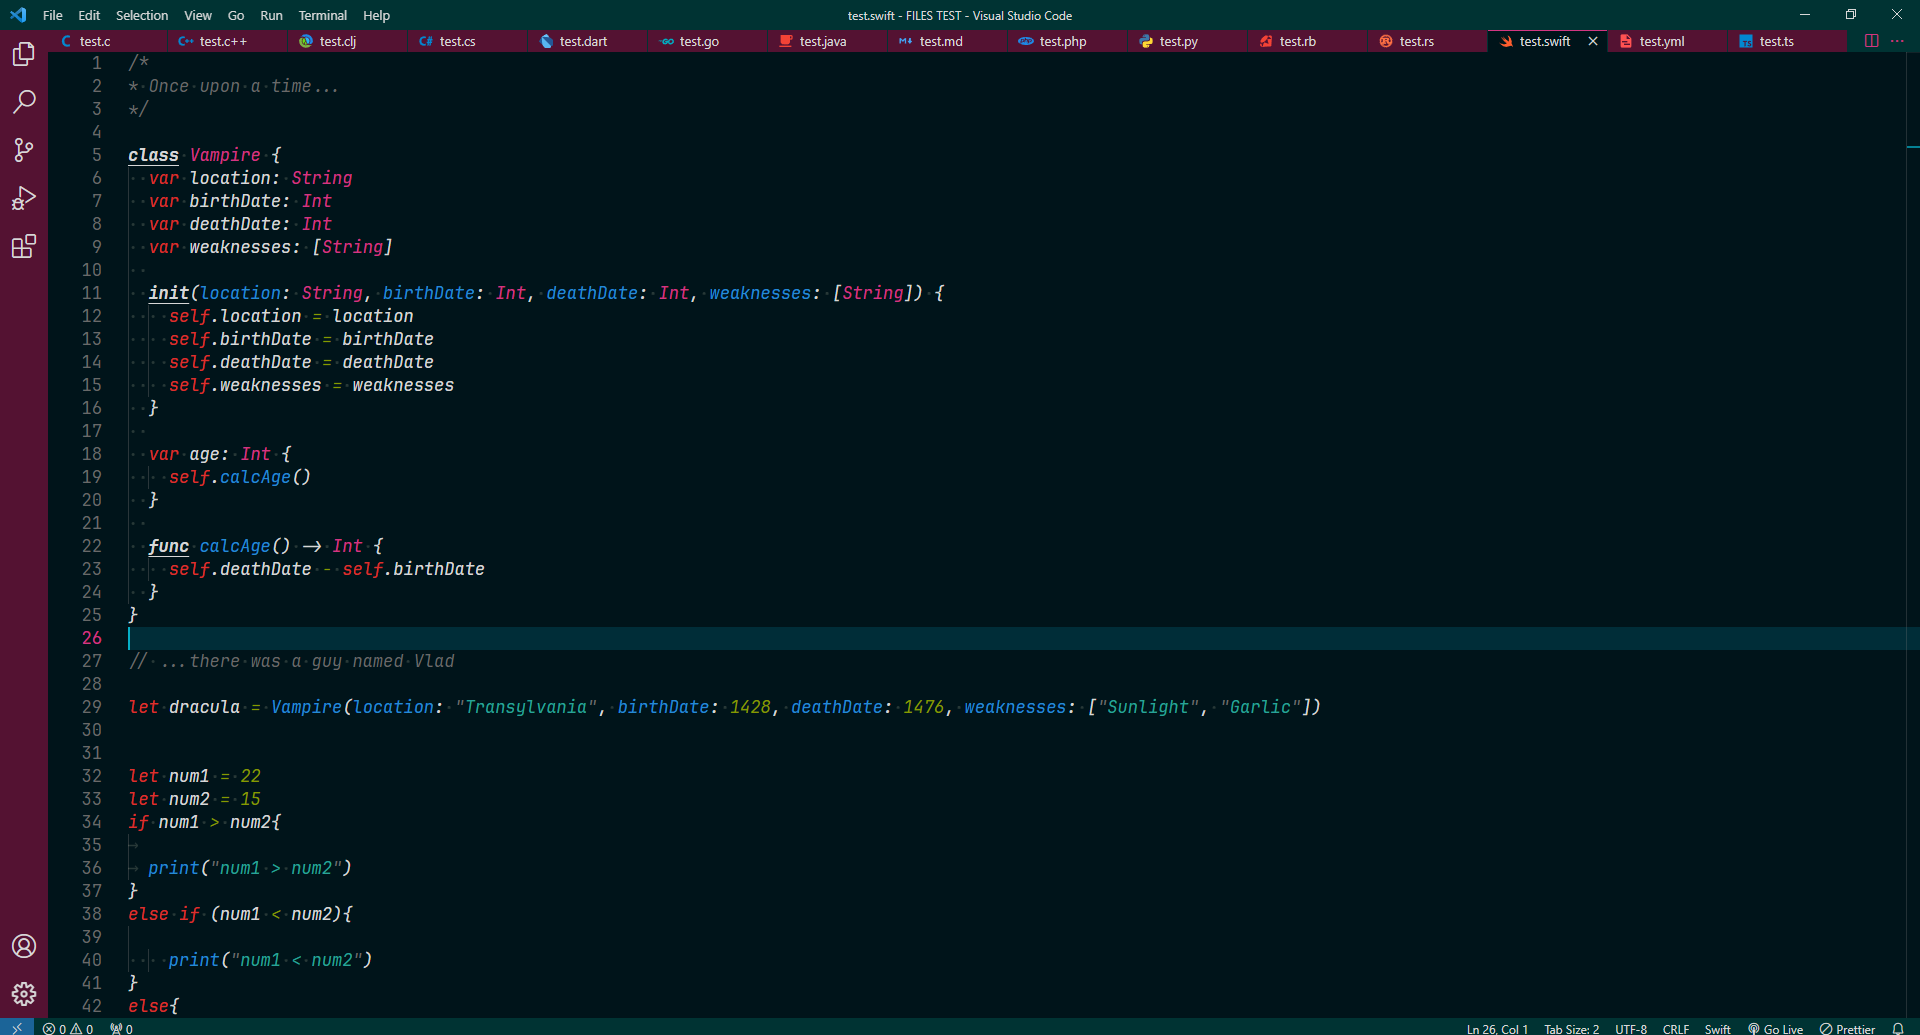 File Edit Selection View Go Run Terminal Help test.swift - FILES TEST - Visual Studio Code
C test.c C++ test.c++ test.clj C# test.cs test.dart GO test.go test.java M↓ test.md php test.php test.py test.rb test.rs test.swift test.yml TS test.ts
1 /*
2 * Once upon a time...
3 */
4
5 class Vampire {
6 var location: String
7 var birthDate: Int
8 var deathDate: Int
9 var weaknesses: [String]
10
11 init(location: String, birthDate: Int, deathDate: Int, weaknesses: [String]) {
12 self.location = location
13 self.birthDate = birthDate
14 self.deathDate = deathDate
15 self.weaknesses = weaknesses
16 }
17
18 var age: Int {
19 self.calcAge()
20 }
21
22 func calcAge() -> Int {
23 self.deathDate - self.birthDate
24 }
25 }
26
27 // ...there was a guy named Vlad
28
29 let dracula = Vampire(location: "Transylvania", birthDate: 1428, deathDate: 1476, weaknesses: ["Sunlight", "Garlic"])
30
31
32 let num1 = 22
33 let num2 = 15
34 if num1 > num2{
35
36 print("num1 > num2")
37 }
38 else if (num1 < num2){
39
40 print("num1 < num2")
41 }
42 else{
0 0 0 Ln 26, Col 1 Tab Size: 2 UTF-8 CRLF Swift Go Live Prettier